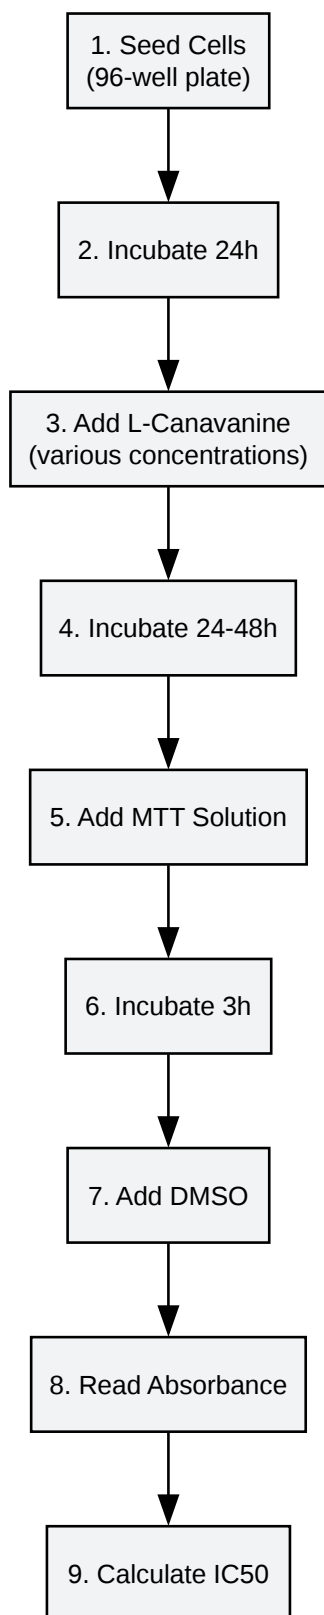 1. Seed Cells
(96-well plate)
2. Incubate 24h
3. Add L-Canavanine
(various concentrations)
4. Incubate 24-48h
5. Add MTT Solution
6. Incubate 3h
7. Add DMSO
8. Read Absorbance
9. Calculate IC50